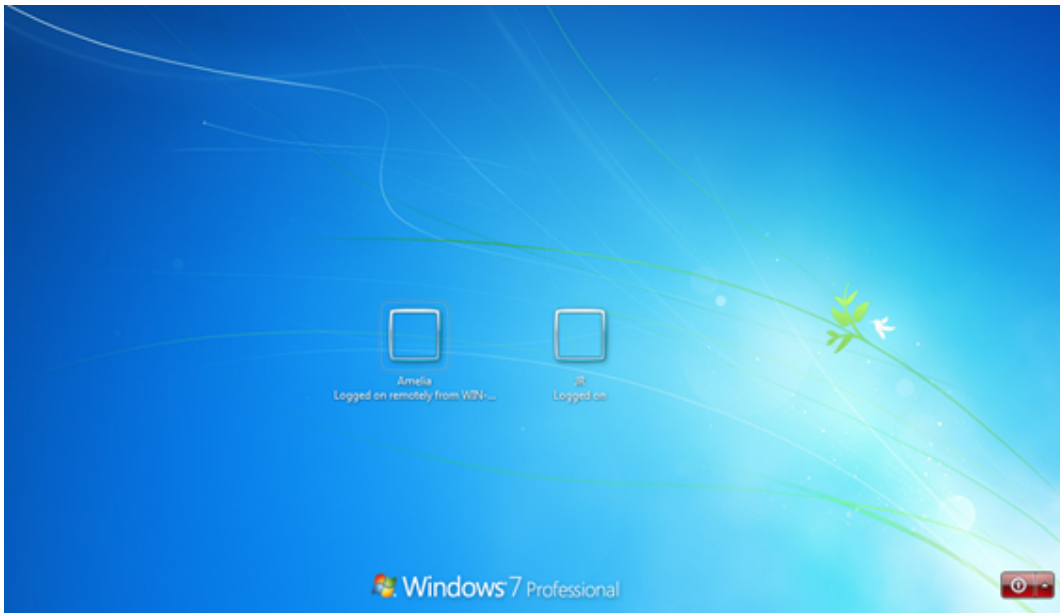 Amelia
Logged on remotely from WIN-...
JR
Logged on
Windows 7 Professional